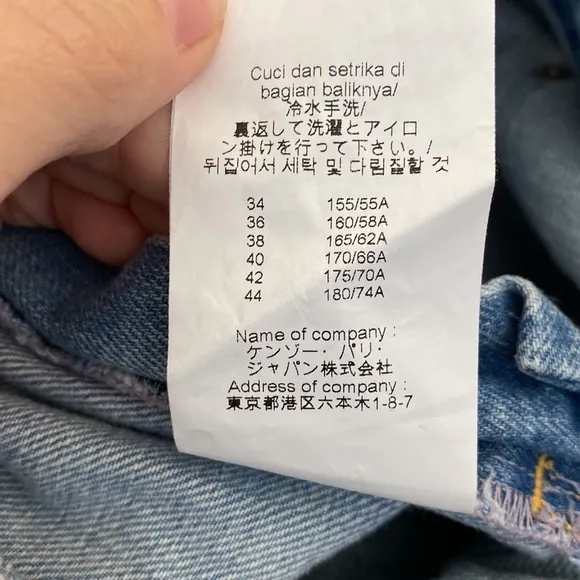 Cuci dan setrika di
bagian baliknya/
冷水手洗/
裏返して洗濯とアイロ
ン掛けを行って下さい。/
뒤집어서 세탁 및 다림질할 것
34 155/55A
36 160/58A
38 165/62A
40 170/66A
42 175/70A
44 180/74A
Name of company :
ケンゾー・パリ・
ジャパン株式会社
Address of company :
東京都港区六本木1-8-7